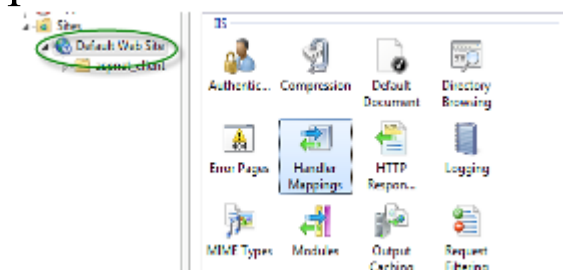 Sites
Default Web Site
aspnet_client
IIS
Authentic... Compression Default Document Directory Browsing
Error Pages Handler Mappings HTTP Respon... Logging
MIME Types Modules Output Caching Request Filtering